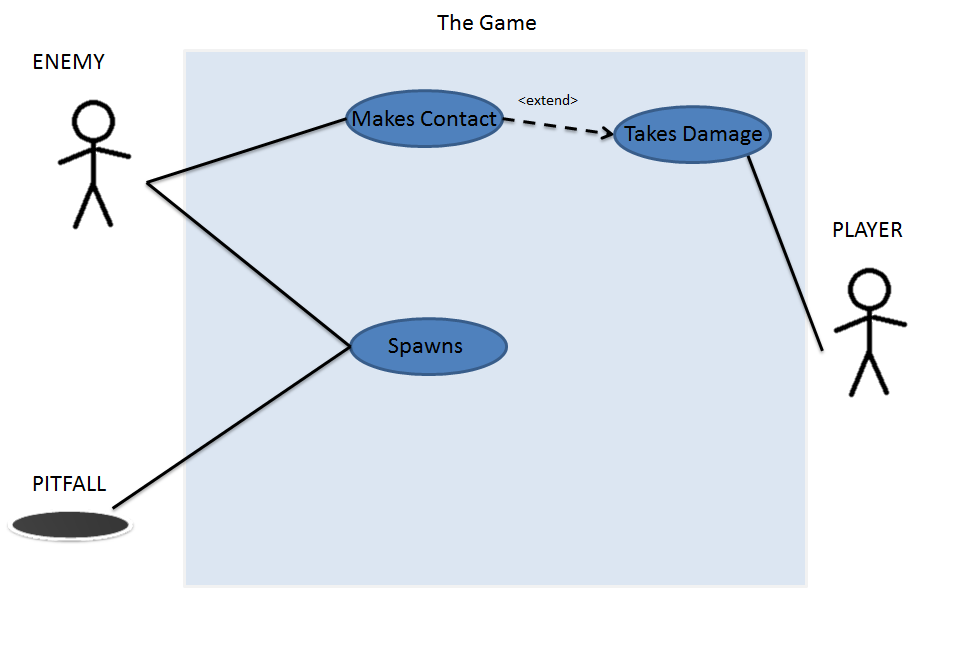 The Game
ENEMY
Makes Contact
<extend>
Takes Damage
PLAYER
Spawns
PITFALL